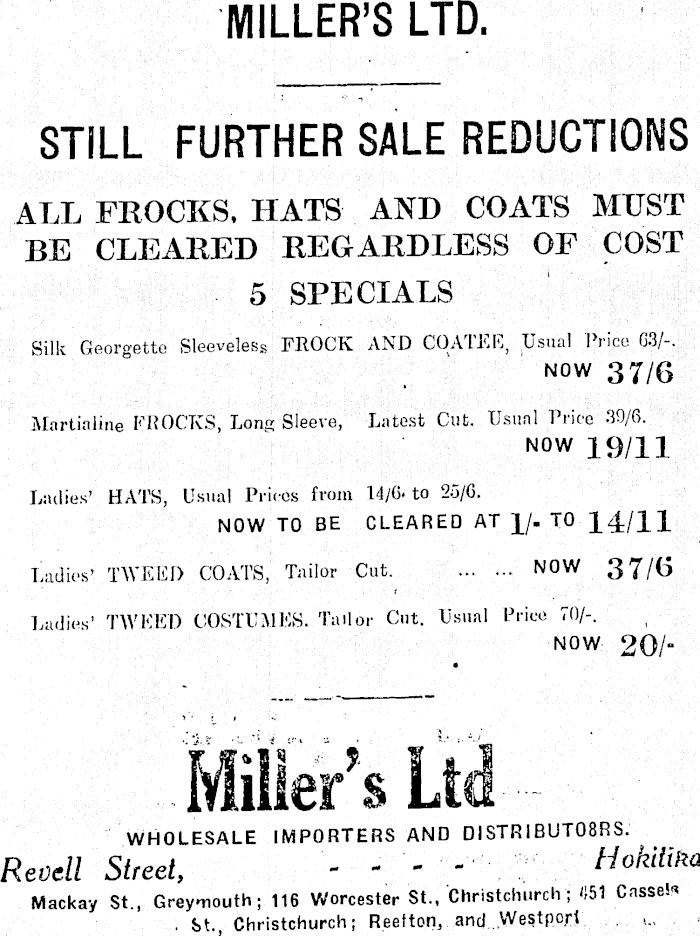 MILLER'S LTD.
STILL FURTHER SALE REDUCTIONS
ALL FROCKS, HATS AND COATS MUST
BE CLEARED REGARDLESS OF COST
5 SPECIALS
Silk Georgette Sleeveless FROCK AND COATEE, Usual Price 63/-.
NOW 37/6
Martialine FROCKS, Long Sleeve, Latest Cut. Usual Price 39/6.
NOW 19/11
Ladies' HATS, Usual Prices from 14/6 to 25/6.
NOW TO BE CLEARED AT 1/- TO 14/11
Ladies' TWEED COATS, Tailor Cut. ... ... NOW 37/6
Ladies' TWEED COSTUMES. Tailor Cut. Usual Price 70/-.
NOW 20/-
Miller's Ltd
WHOLESALE IMPORTERS AND DISTRIBUTO8RS.
Revell Street, - - - - Hokitika
Mackay St., Greymouth; 116 Worcester St., Christchurch; 451 Cassels
St., Christchurch; Reefton, and Westport